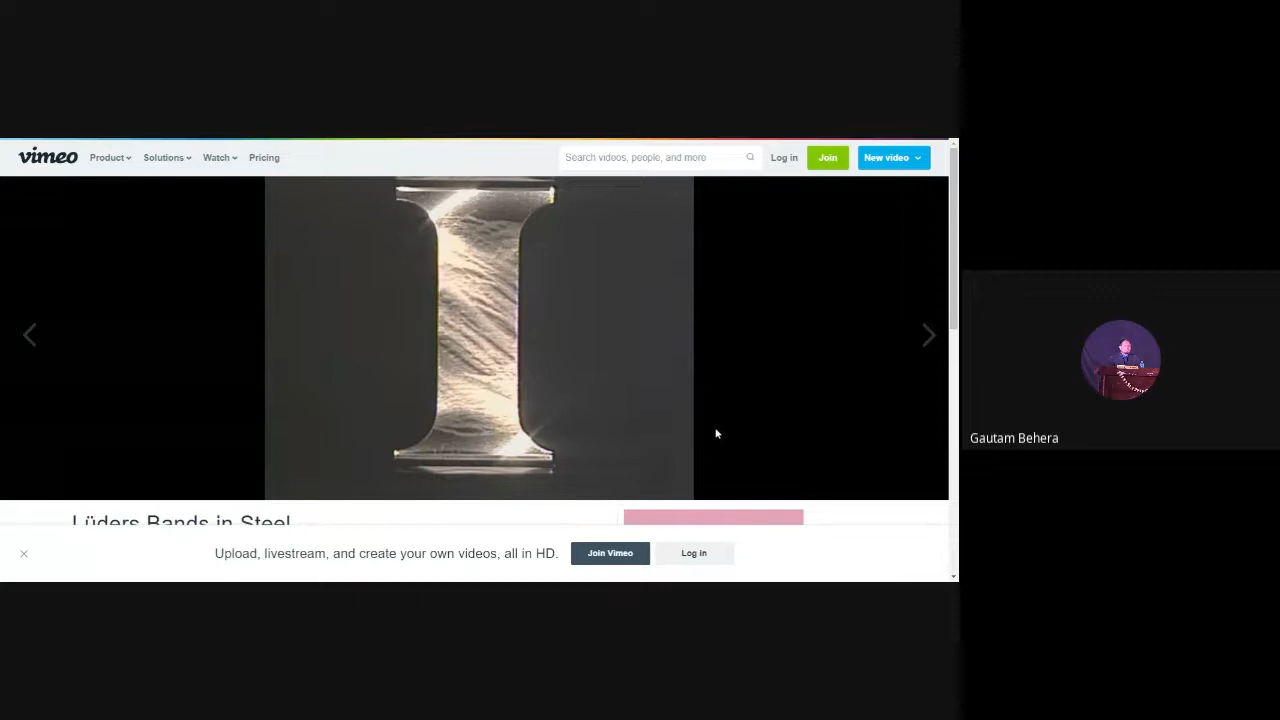 vimeo Product Solutions Watch Pricing Search videos, people, and more Log in Join New video
Lüders Bands in Steel
Upload, livestream, and create your own videos, all in HD. Join Vimeo Log in
Gautam Behera